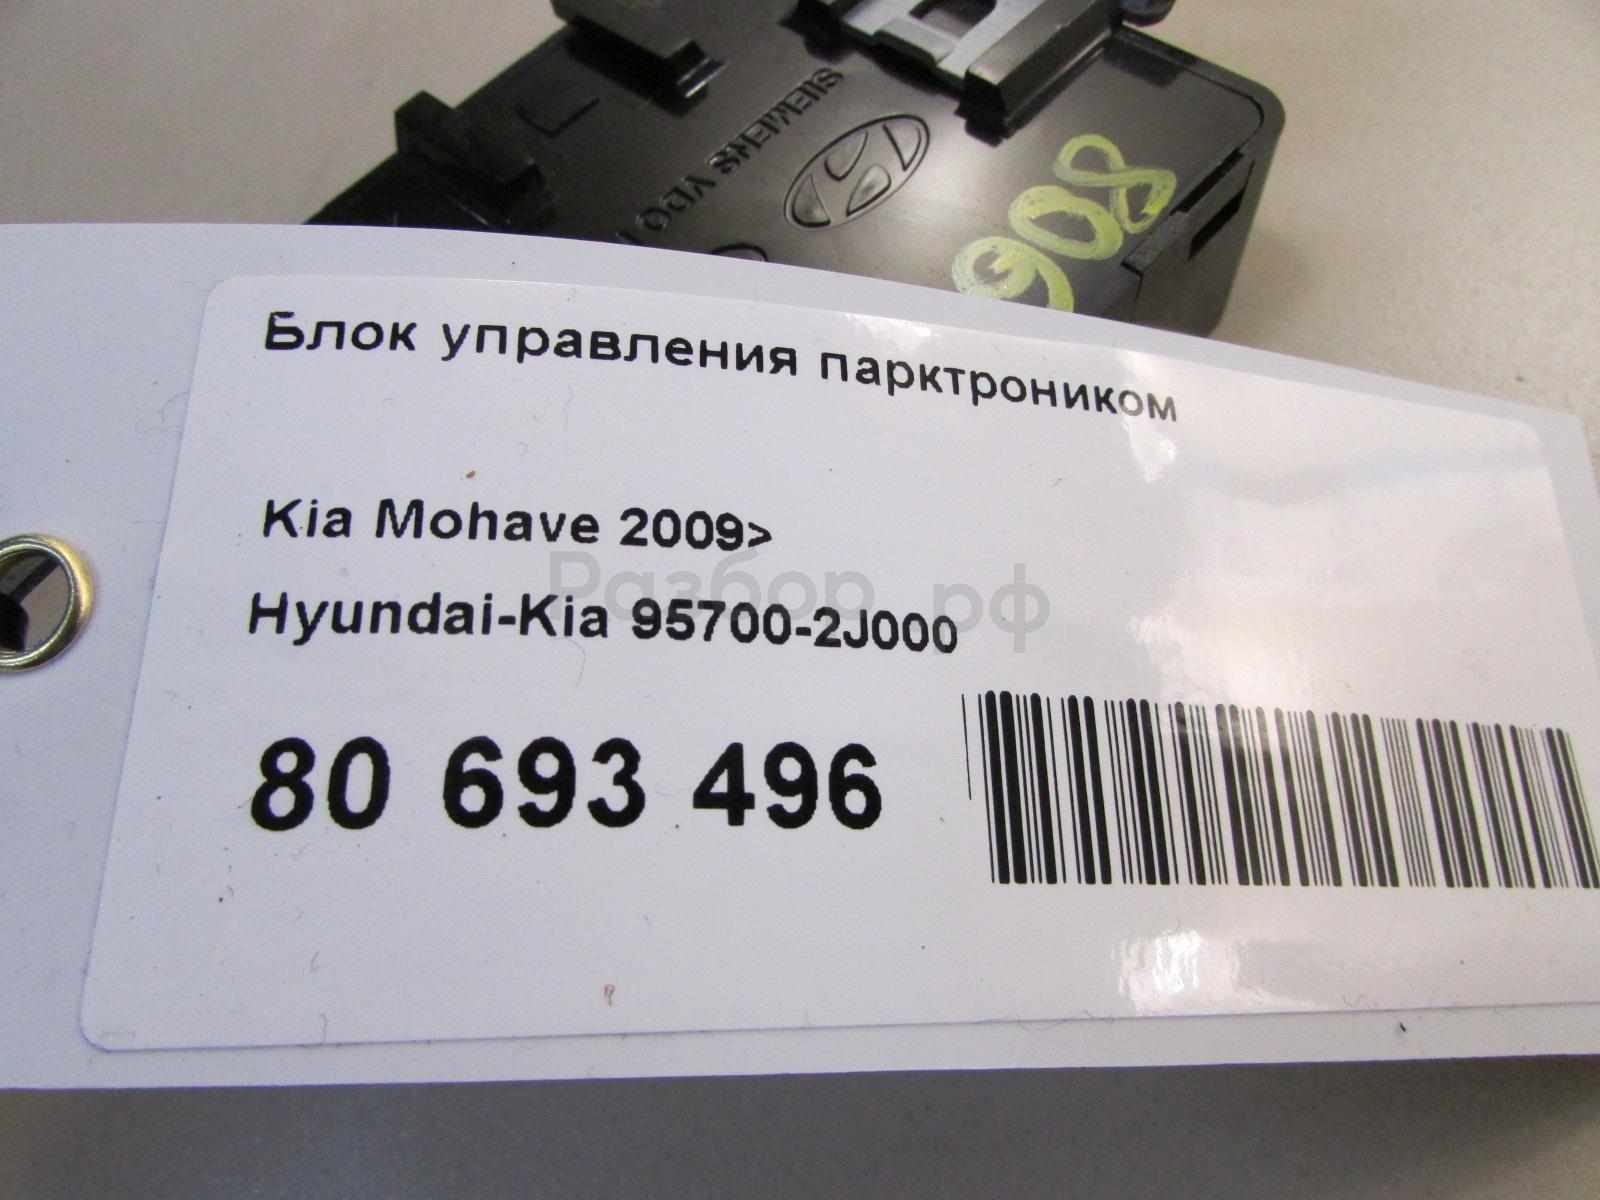 SIEMENS VDO
908
Блок управления парктроником
Kia Mohave 2009>
Разбор.рф
Hyundai-Kia 95700-2J000
80 693 496